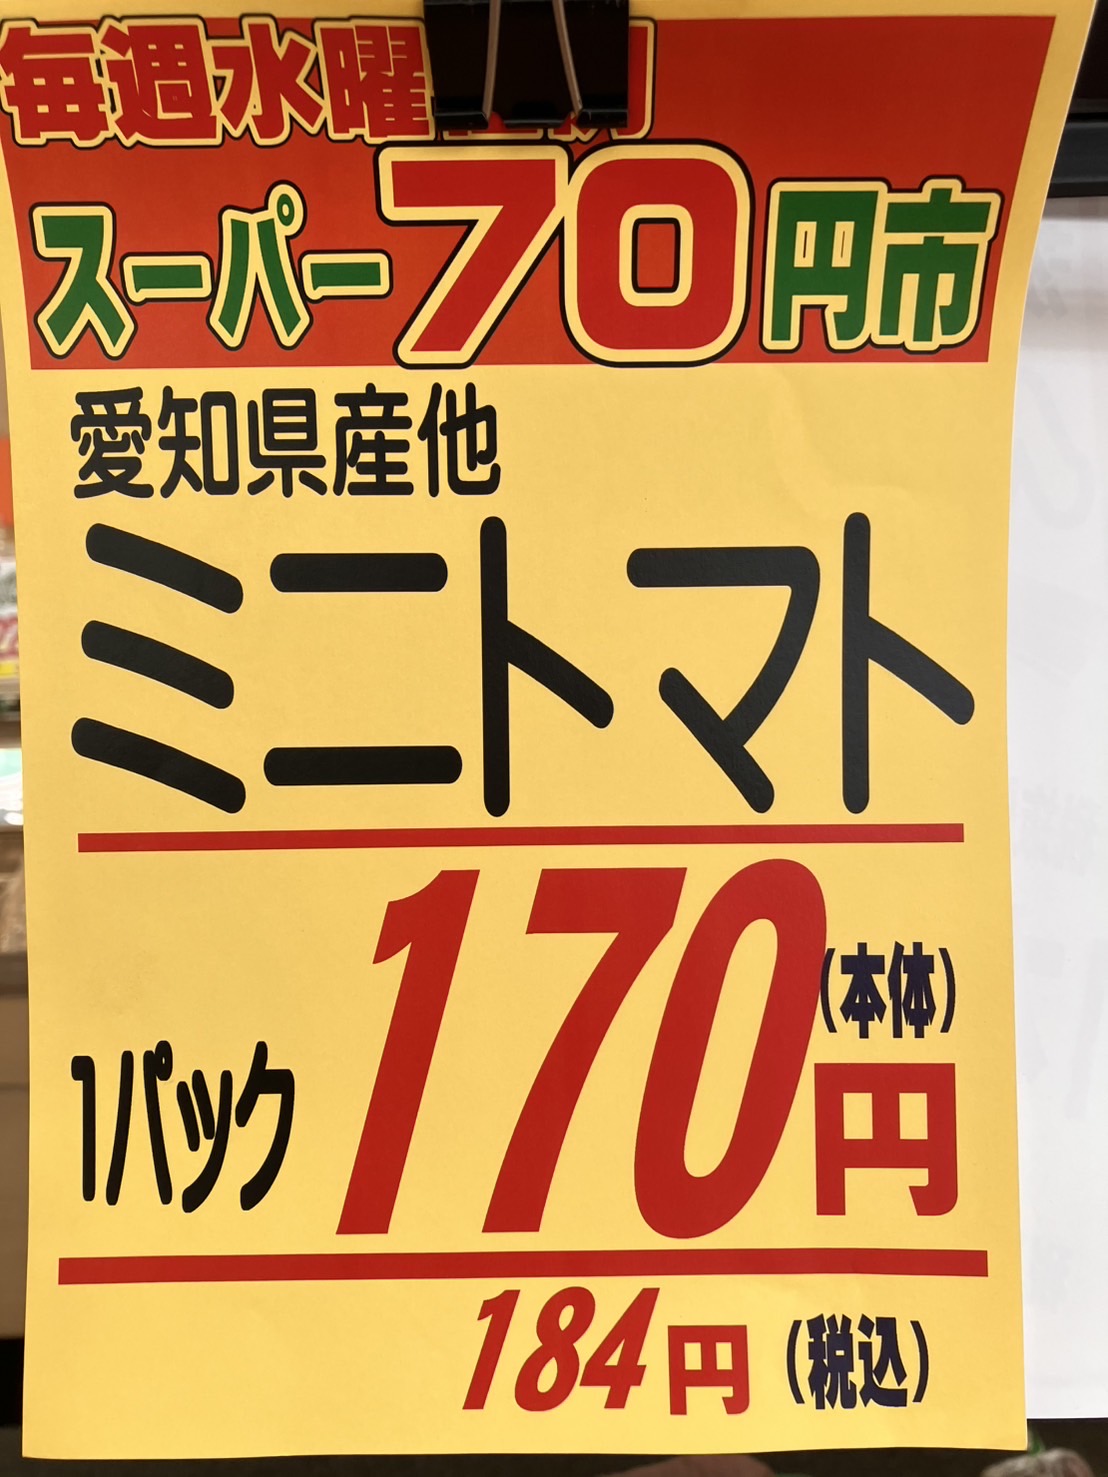 毎週水曜
スーパー70円市
愛知県産他
ミニトマト
1パック170円(本体)
184円(税込)